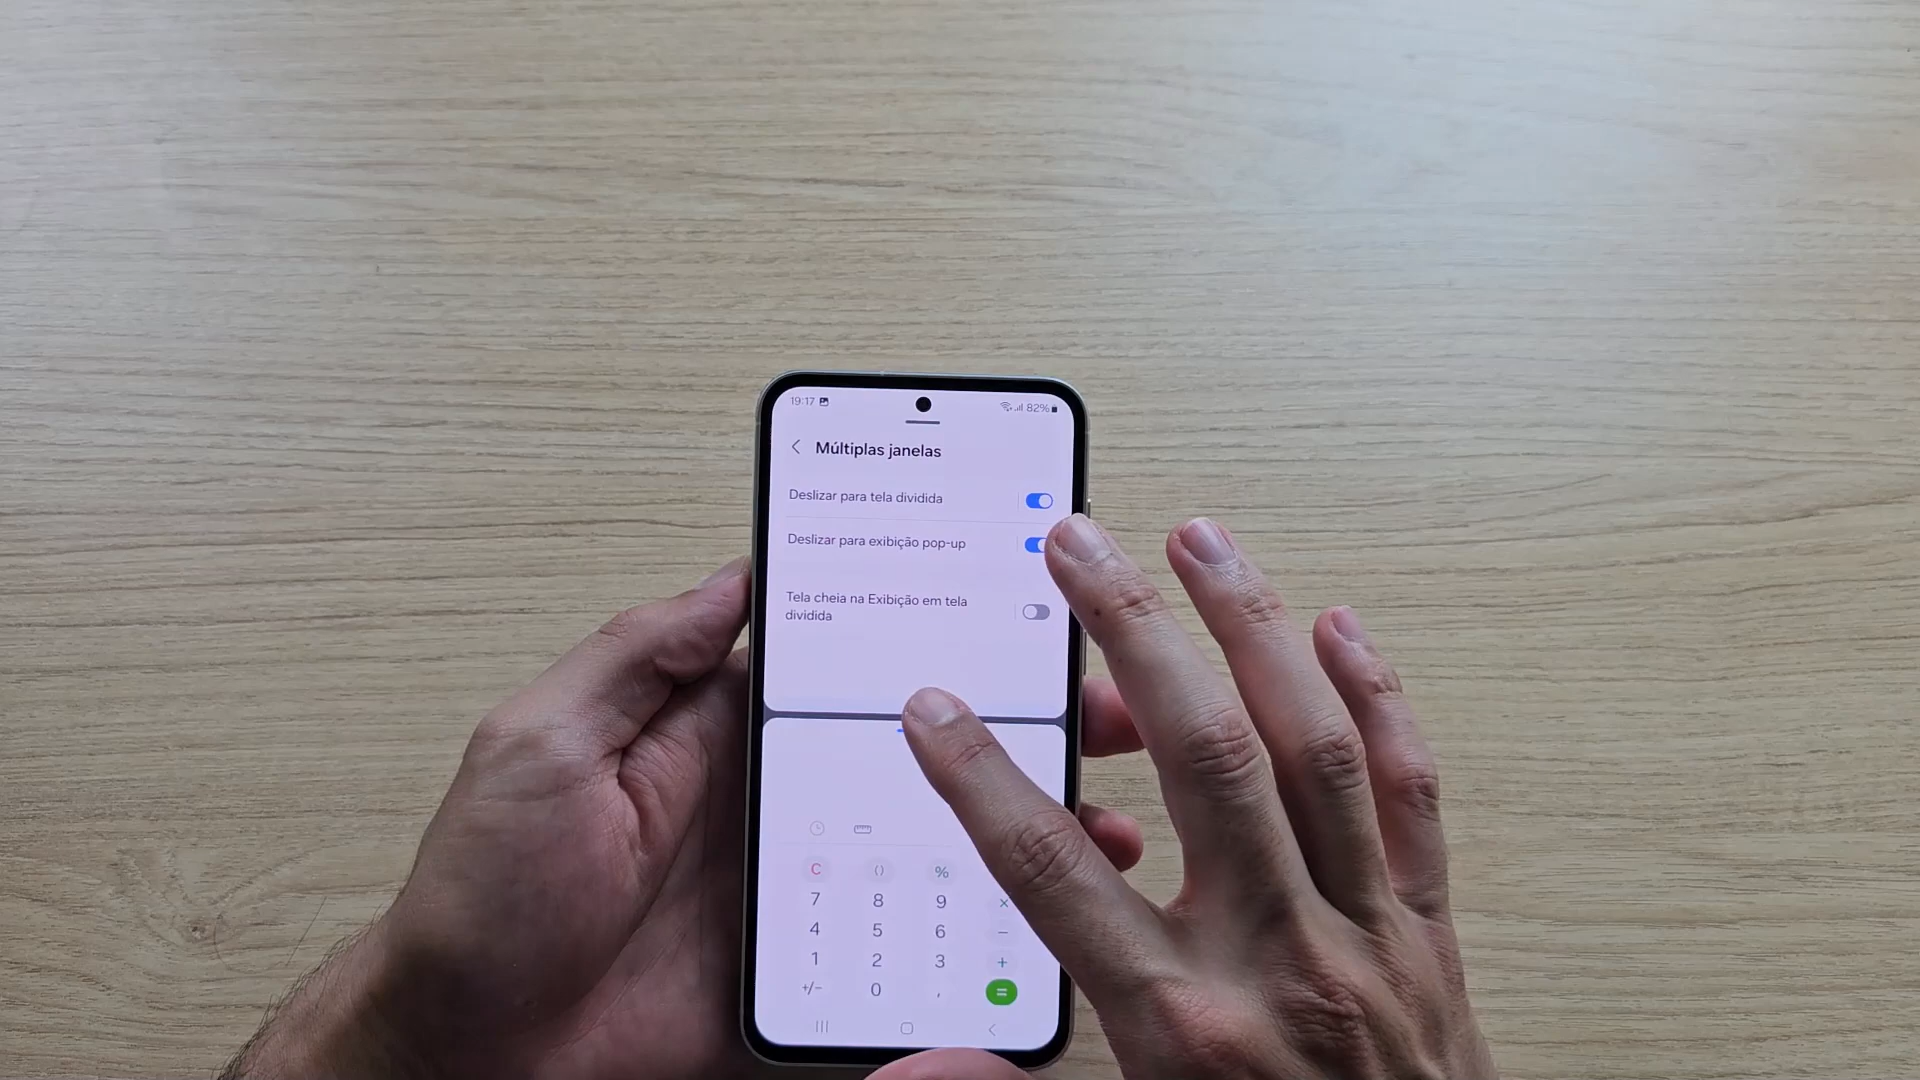 19:17 82%
Múltiplas janelas
Deslizar para tela dividida
Deslizar para exibição pop-up
Tela cheia na Exibição em tela
dividida
C () %
7 8 9 ×
4 5 6 −
1 2 3 +
+/− 0 , =